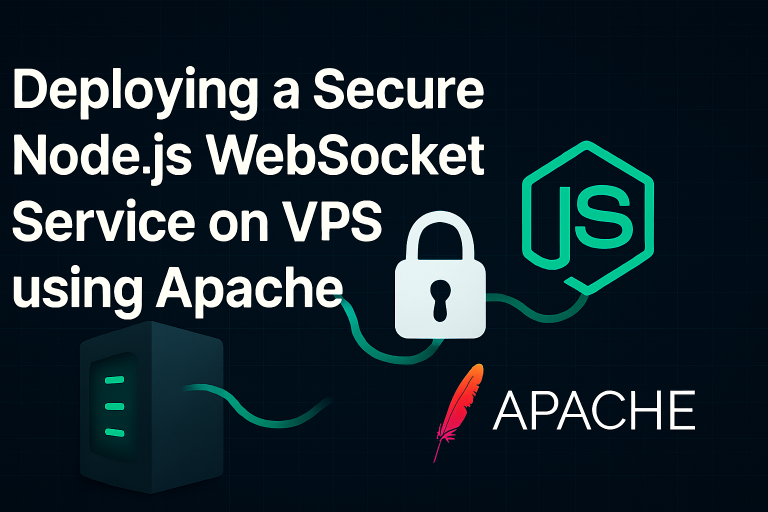 Deploying a Secure
Node.js WebSocket
Service on VPS
using Apache
JS
APACHE